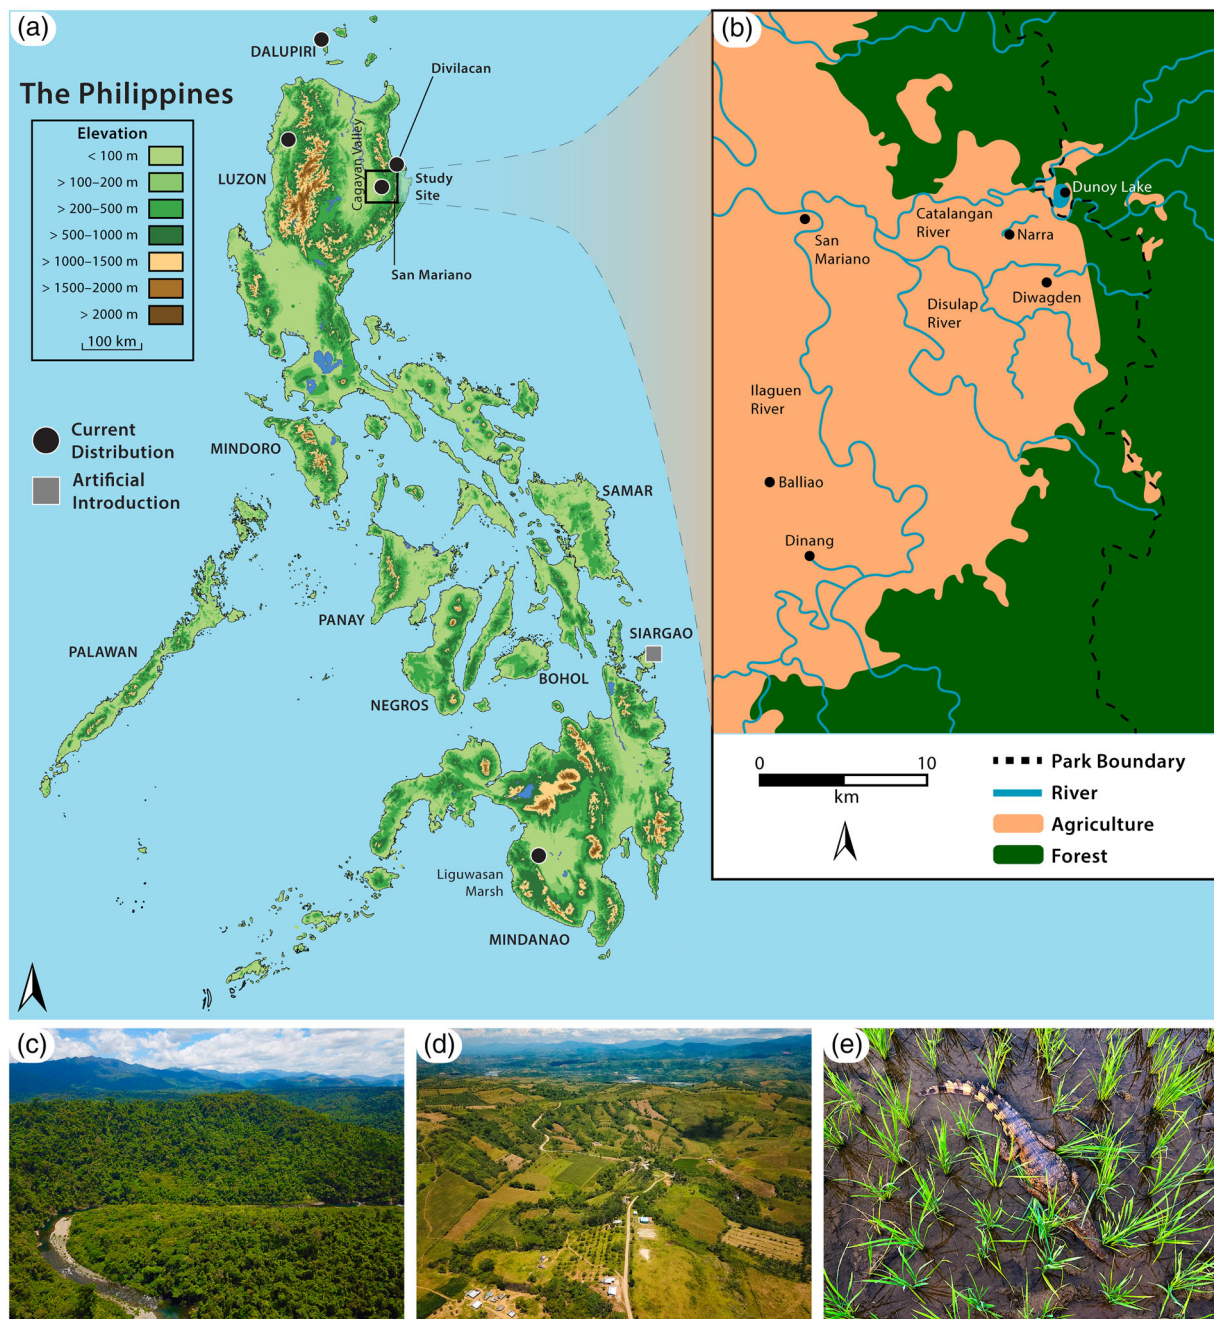 (a)
DALUPIRI
Divilacan
The Philippines
Elevation
< 100 m
> 100–200 m
> 200–500 m
> 500–1000 m
> 1000–1500 m
> 1500–2000 m
> 2000 m
100 km
LUZON
Cagayan Valley
Study
Site
San Mariano
Current
Distribution
Artificial
Introduction
MINDORO
SAMAR
PANAY
PALAWAN
SIARGAO
BOHOL
NEGROS
Liguwasan
Marsh
MINDANAO
(b)
Dunoy Lake
Catalangan
River
Narra
San
Mariano
Diwagden
Disulap
River
Ilaguen
River
Balliao
Dinang
0
10
km
Park Boundary
River
Agriculture
Forest
(c)
(d)
(e)